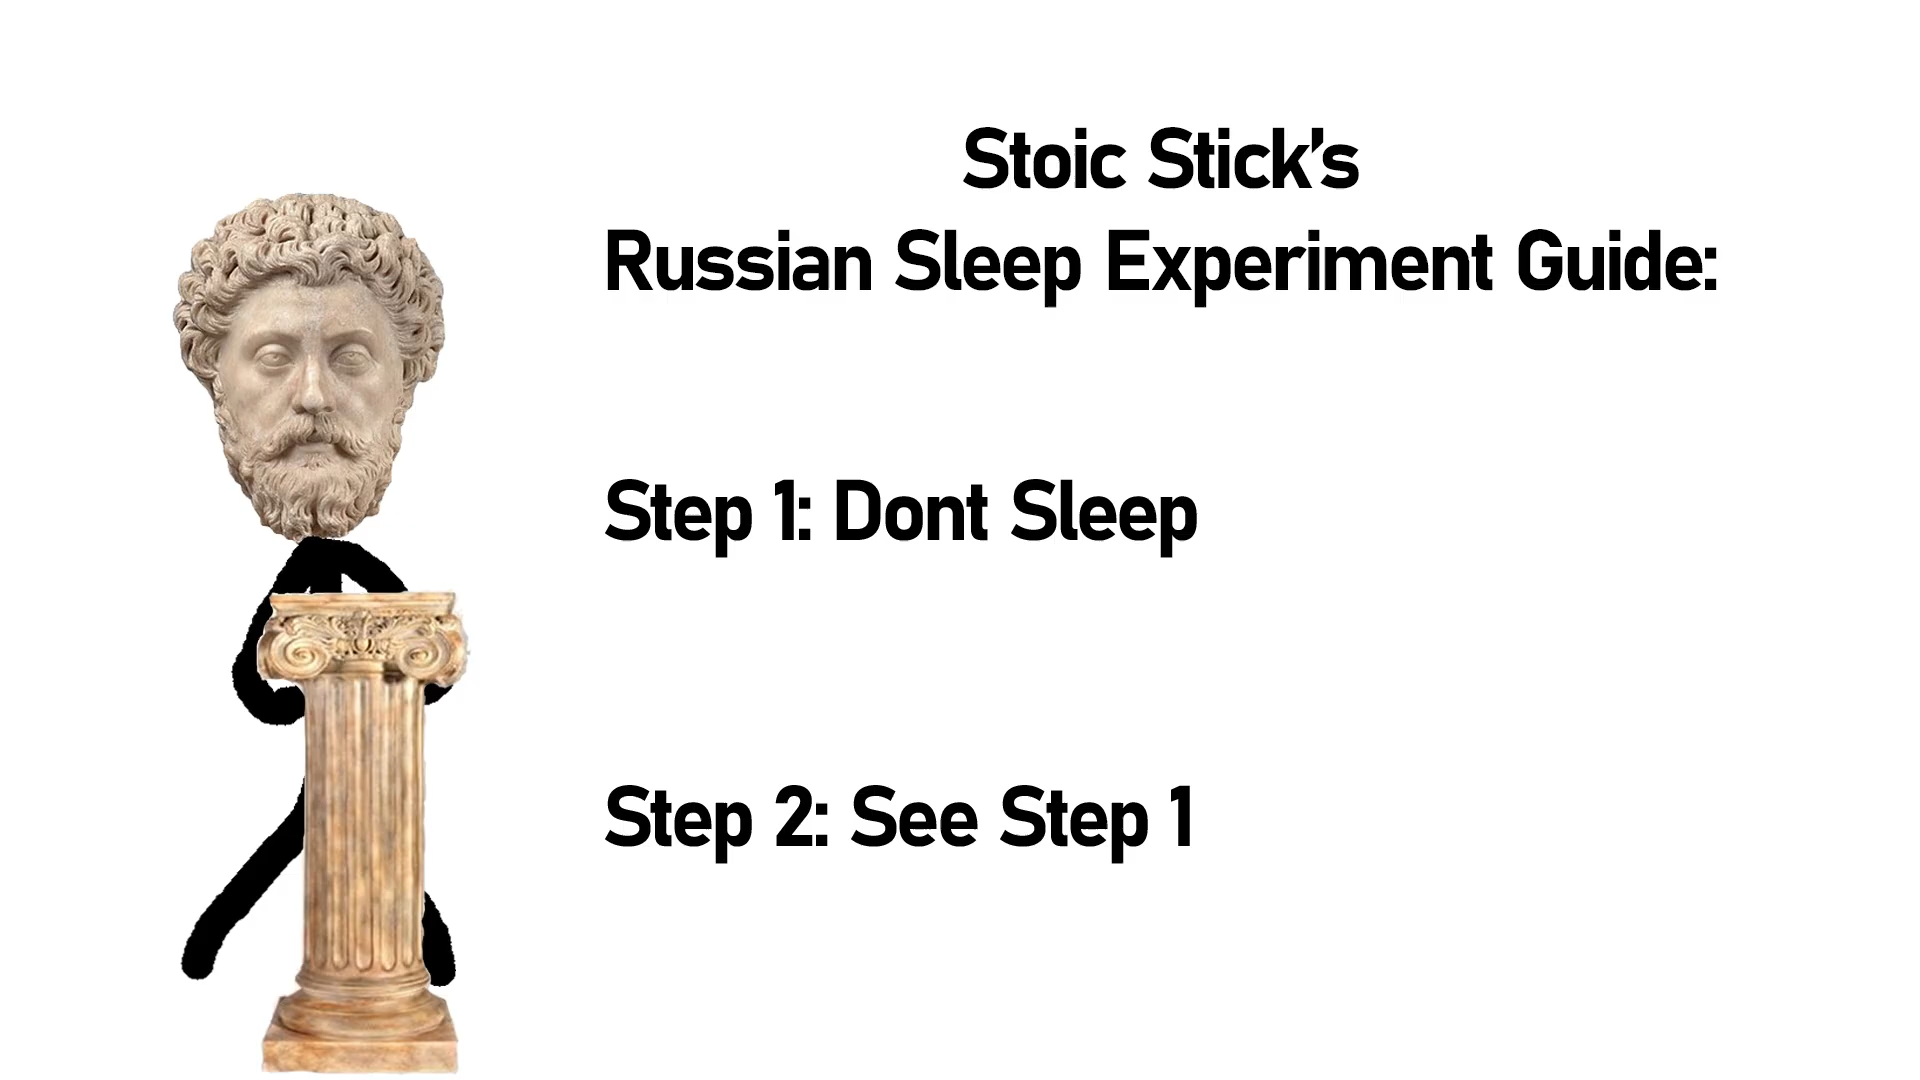 Stoic Stick’s
Russian Sleep Experiment Guide:
Step 1: Dont Sleep
Step 2: See Step 1